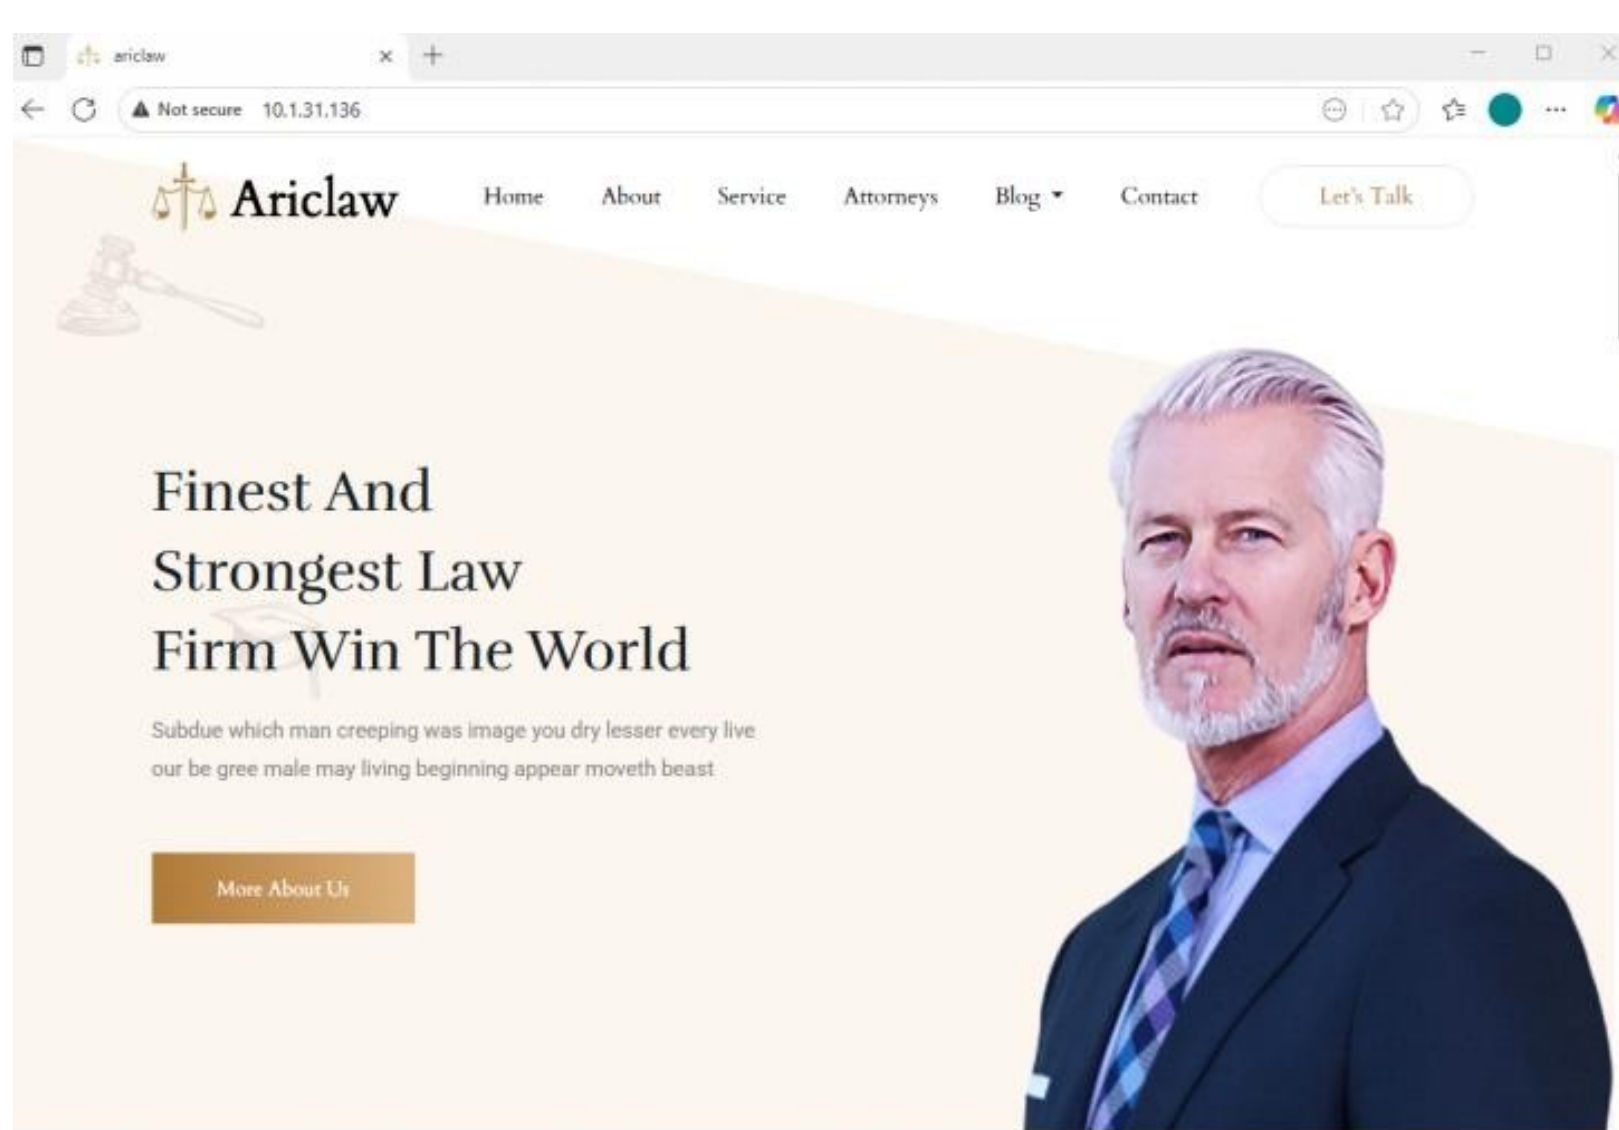 ariclaw
Not secure 10.1.31.136
Ariclaw Home About Service Attorneys Blog Contact Let's Talk
Finest And
Strongest Law
Firm Win The World
Subdue which man creeping was image you dry lesser every live
our be gree male may living beginning appear moveth beast
More About Us